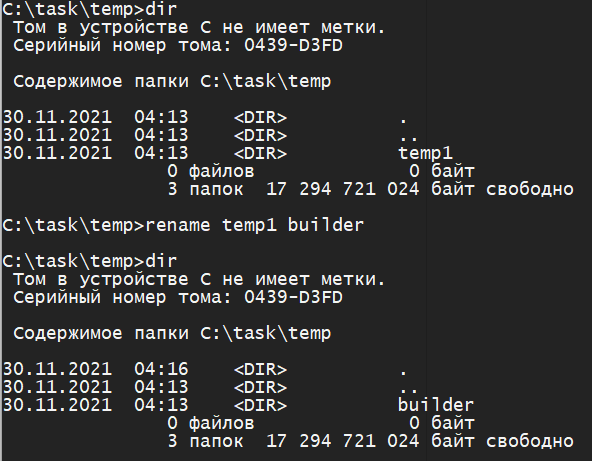 C:\task\temp>dir
Том в устройстве C не имеет метки.
Серийный номер тома: 0439-D3FD
Содержимое папки C:\task\temp
30.11.2021 04:13 <DIR> .
30.11.2021 04:13 <DIR> ..
30.11.2021 04:13 <DIR> temp1
0 файлов 0 байт
3 папок 17 294 721 024 байт свободно
C:\task\temp>rename temp1 builder
C:\task\temp>dir
Том в устройстве C не имеет метки.
Серийный номер тома: 0439-D3FD
Содержимое папки C:\task\temp
30.11.2021 04:16 <DIR> .
30.11.2021 04:13 <DIR> ..
30.11.2021 04:13 <DIR> builder
0 файлов 0 байт
3 папок 17 294 721 024 байт свободно